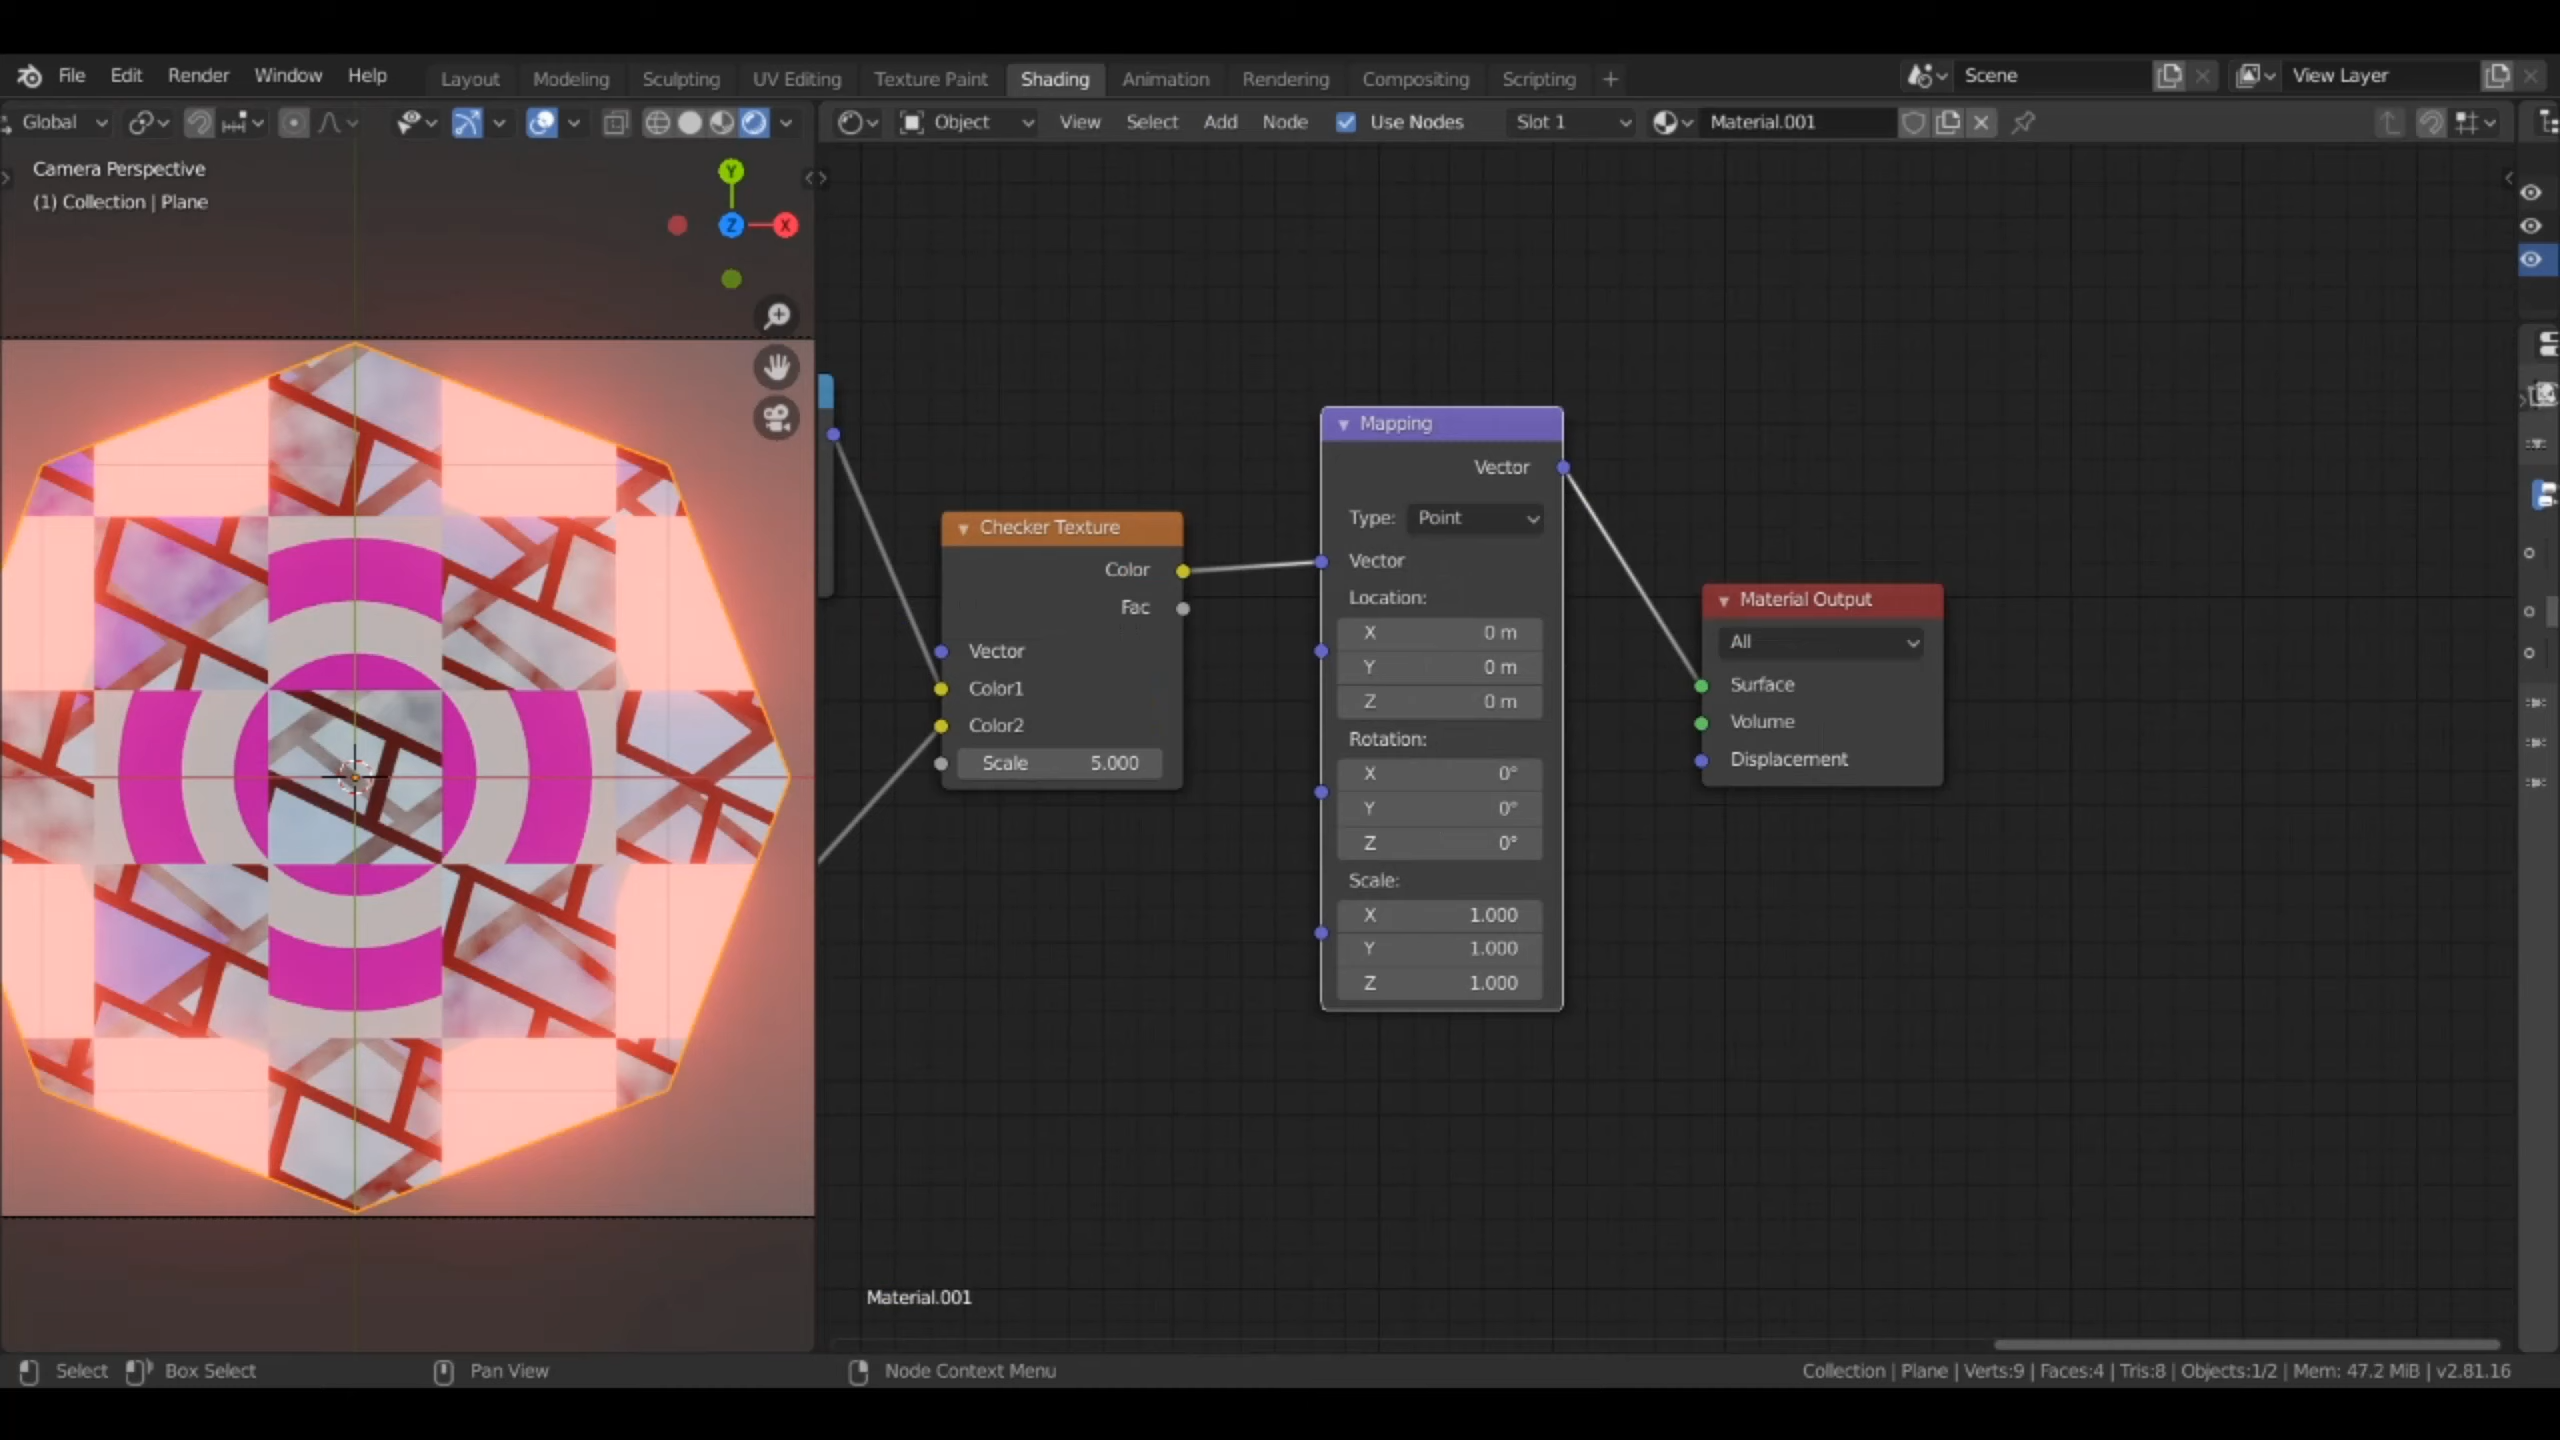 File Edit Render Window Help Layout Modeling Sculpting UV Editing Texture Paint Shading Animation Rendering Compositing Scripting + Scene View Layer
Global Object View Select Add Node Use Nodes Slot 1 Material.001
Camera Perspective
(1) Collection | Plane
Y
Z X
Mapping
Vector
Type: Point
Vector
Location:
X 0 m
Y 0 m
Z 0 m
Rotation:
X 0°
Y 0°
Z 0°
Scale:
X 1.000
Y 1.000
Z 1.000
Checker Texture
Color
Fac
Vector
Color1
Color2
Scale 5.000
Material Output
All
Surface
Volume
Displacement
Material.001
Select Box Select Pan View Node Context Menu Collection | Plane | Verts:9 | Faces:4 | Tris:8 | Objects:1/2 | Mem: 47.2 MiB | v2.81.16